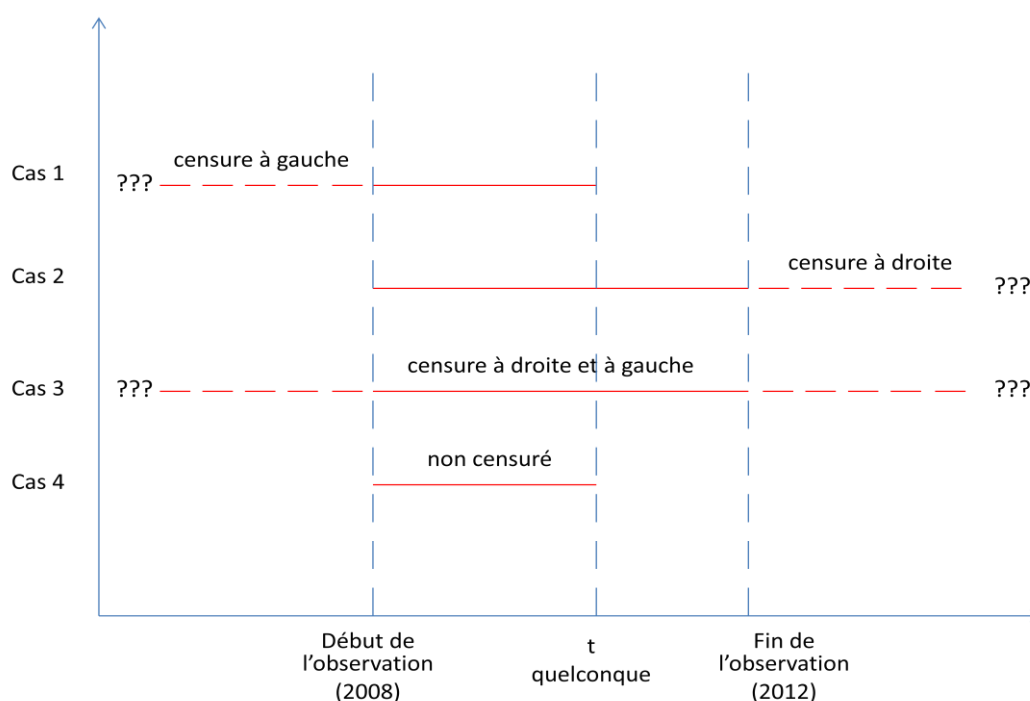 censure à gauche
Cas 1
???
censure à droite
Cas 2
???
censure à droite et à gauche
Cas 3
???
???
non censuré
Cas 4
Début de
l'observation
(2008)
t
quelconque
Fin de
l'observation
(2012)